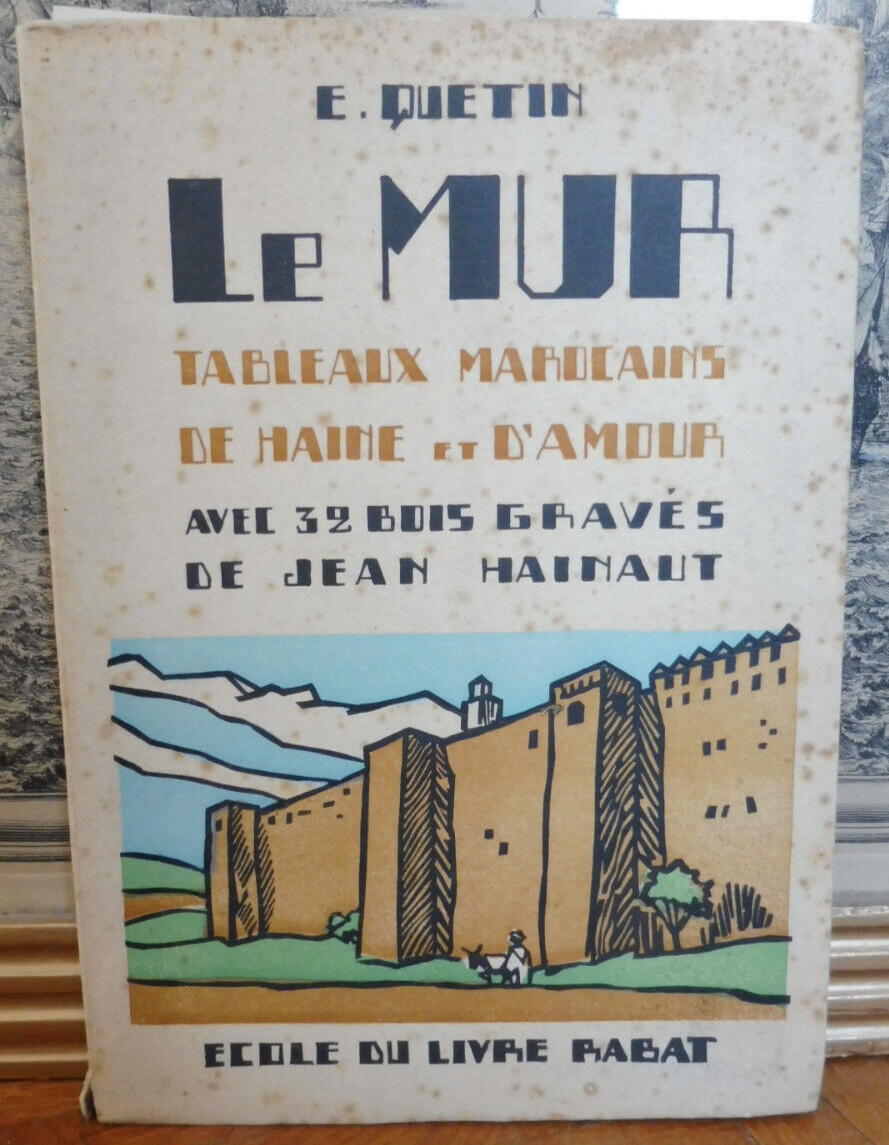 E. QUETIN
Le MUR
TABLEAUX MAROCAINS
DE HAINE ET D'AMOUR
AVEC 32 BOIS GRAVÉS
DE JEAN HAINAUT
ECOLE DU LIVRE RABAT